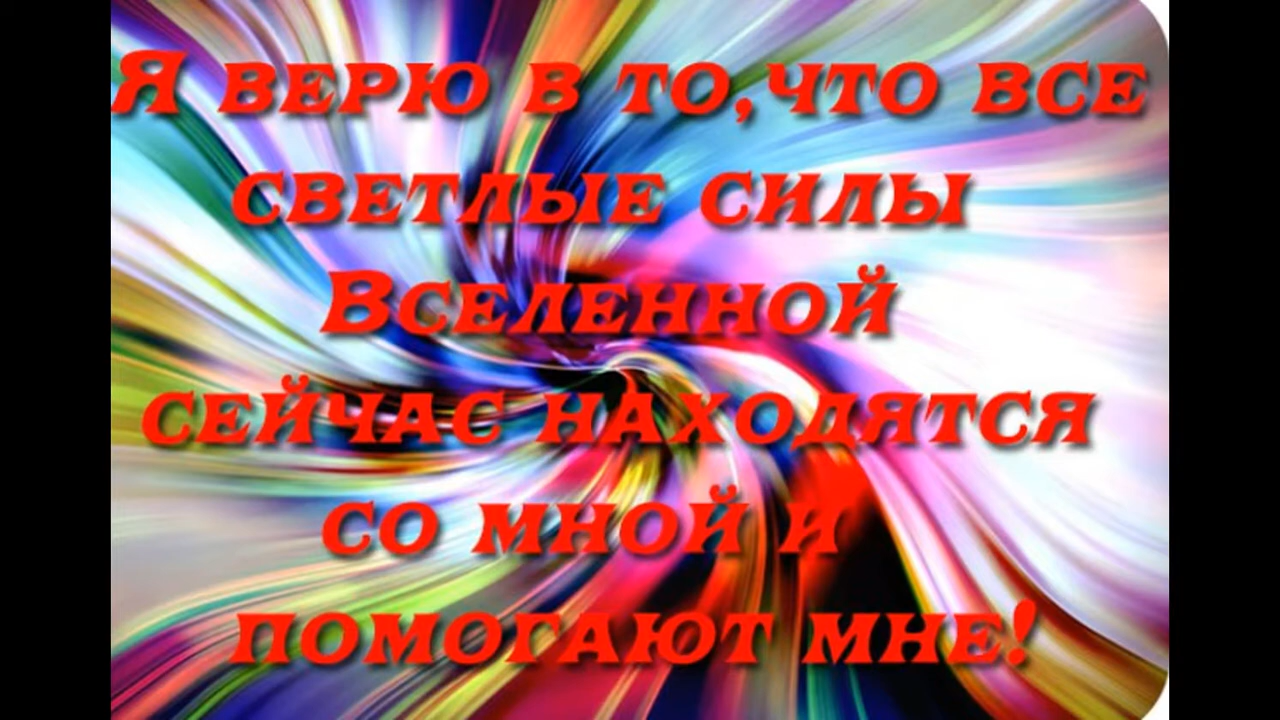 Я верю в то,что все
светлые силы
Вселенной
сейчас находятся
со мной и
помогают мне!